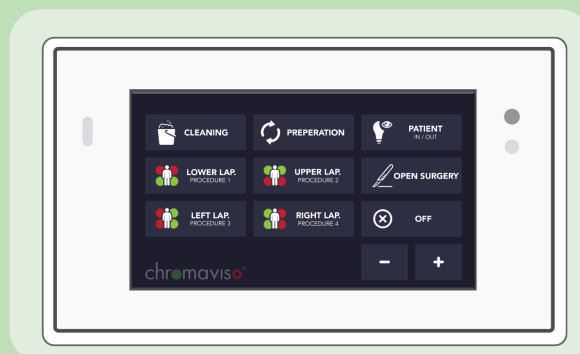 CLEANING
PREPERATION
PATIENT
IN / OUT
LOWER LAP.
PROCEDURE 1
UPPER LAP.
PROCEDURE 2
OPEN SURGERY
LEFT LAP.
PROCEDURE 3
RIGHT LAP.
PROCEDURE 4
OFF
− +
chromaviso